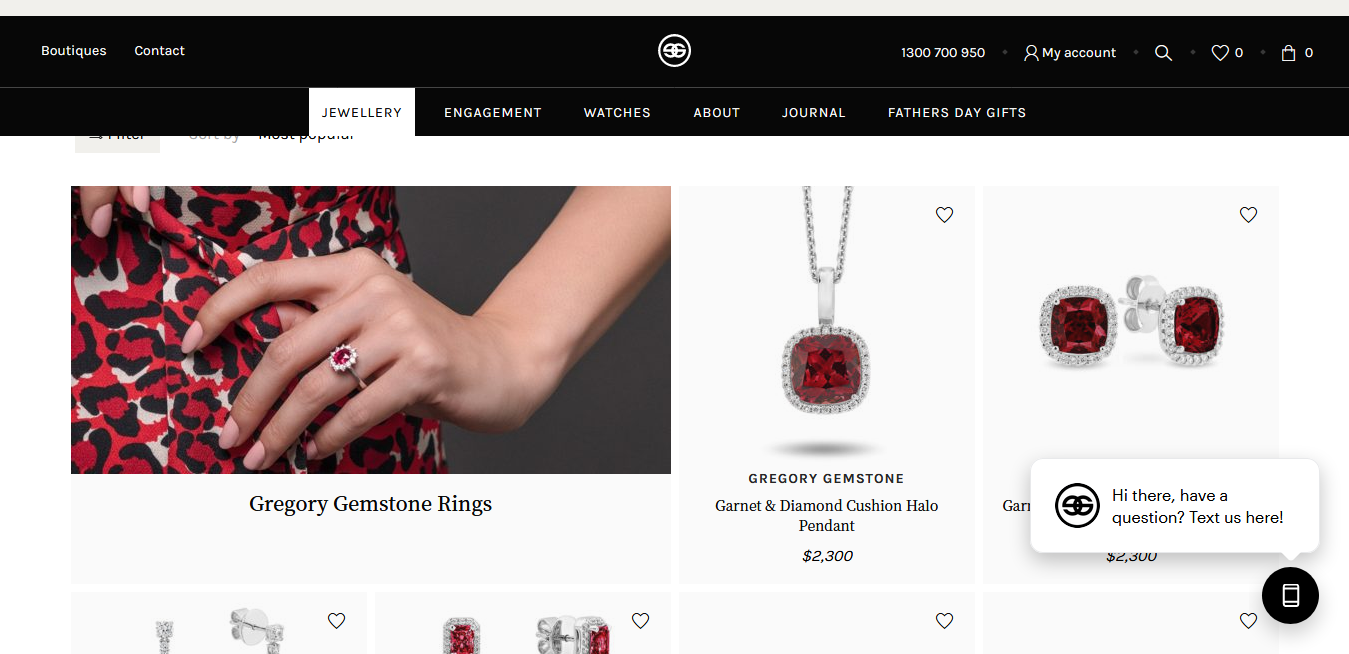 Boutiques
Contact
1300 700 950
My account
0
0
JEWELLERY
ENGAGEMENT
WATCHES
ABOUT
JOURNAL
FATHERS DAY GIFTS
Filter
Sort by
Most popular
Gregory Gemstone Rings
GREGORY GEMSTONE
Garnet & Diamond Cushion Halo
Pendant
$2,300
$2,300
Hi there, have a
question? Text us here!